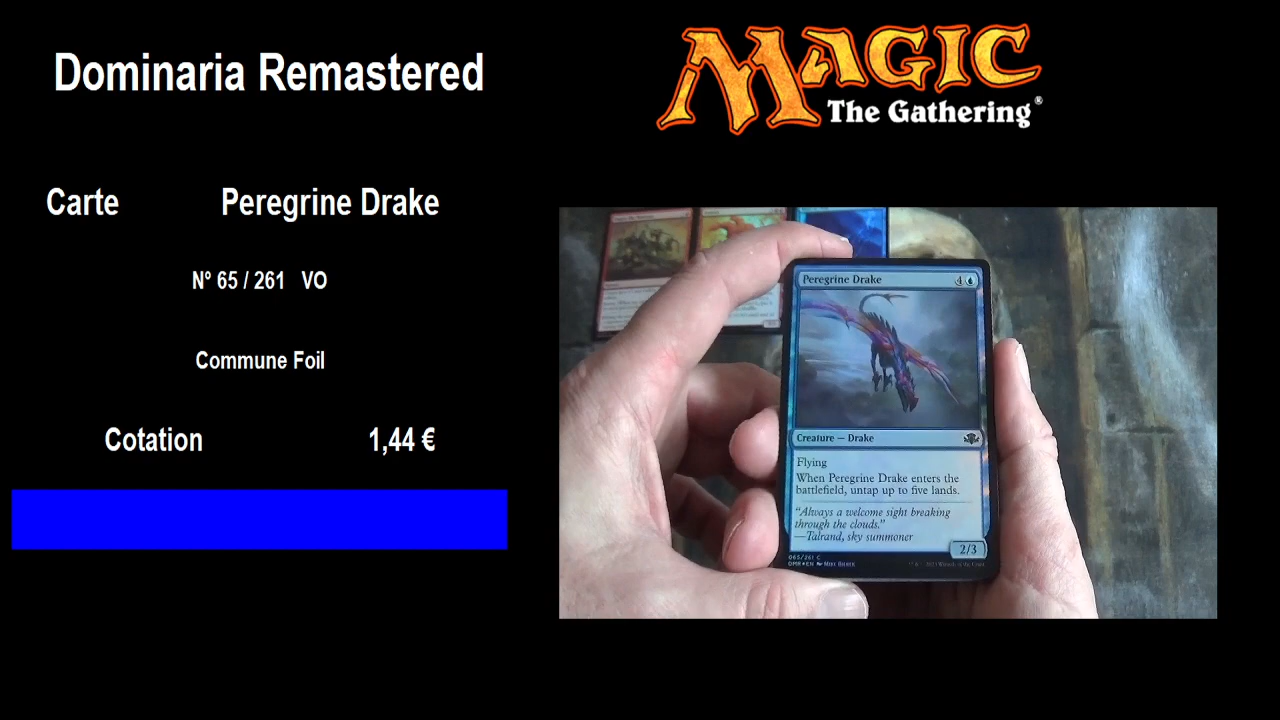 Dominaria Remastered
MAGIC
The Gathering®
Carte Peregrine Drake
N° 65 / 261 VO
Commune Foil
Cotation 1,44 €
Peregrine Drake 4
Creature — Drake
Flying
When Peregrine Drake enters the
battlefield, untap up to five lands.
"Always a welcome sight breaking
through the clouds."
—Talrand, sky summoner
2/3
065/261 C
DMR★EN